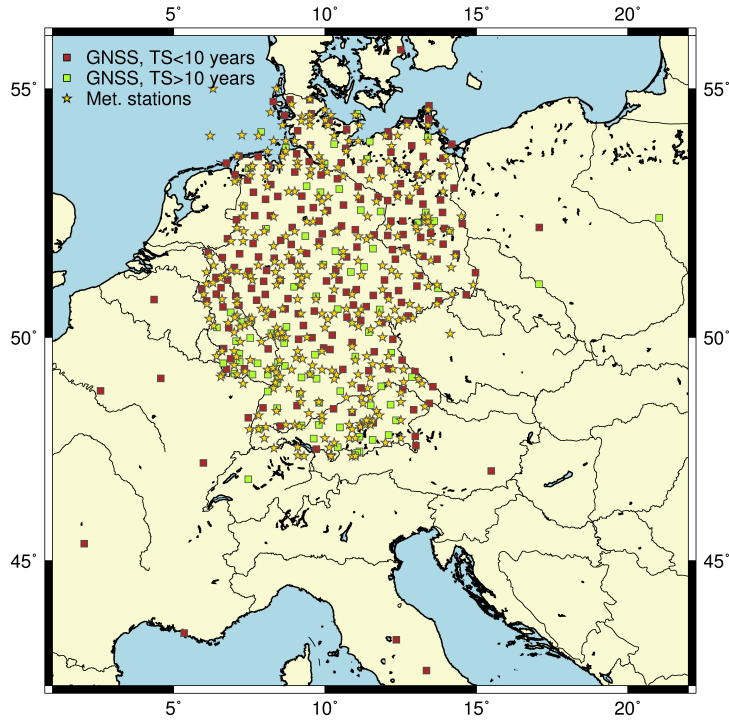 5˚ 10˚ 15˚ 20˚
GNSS, TS<10 years
GNSS, TS>10 years
Met. stations
55˚ 55˚
50˚ 50˚
45˚ 45˚
5˚ 10˚ 15˚ 20˚